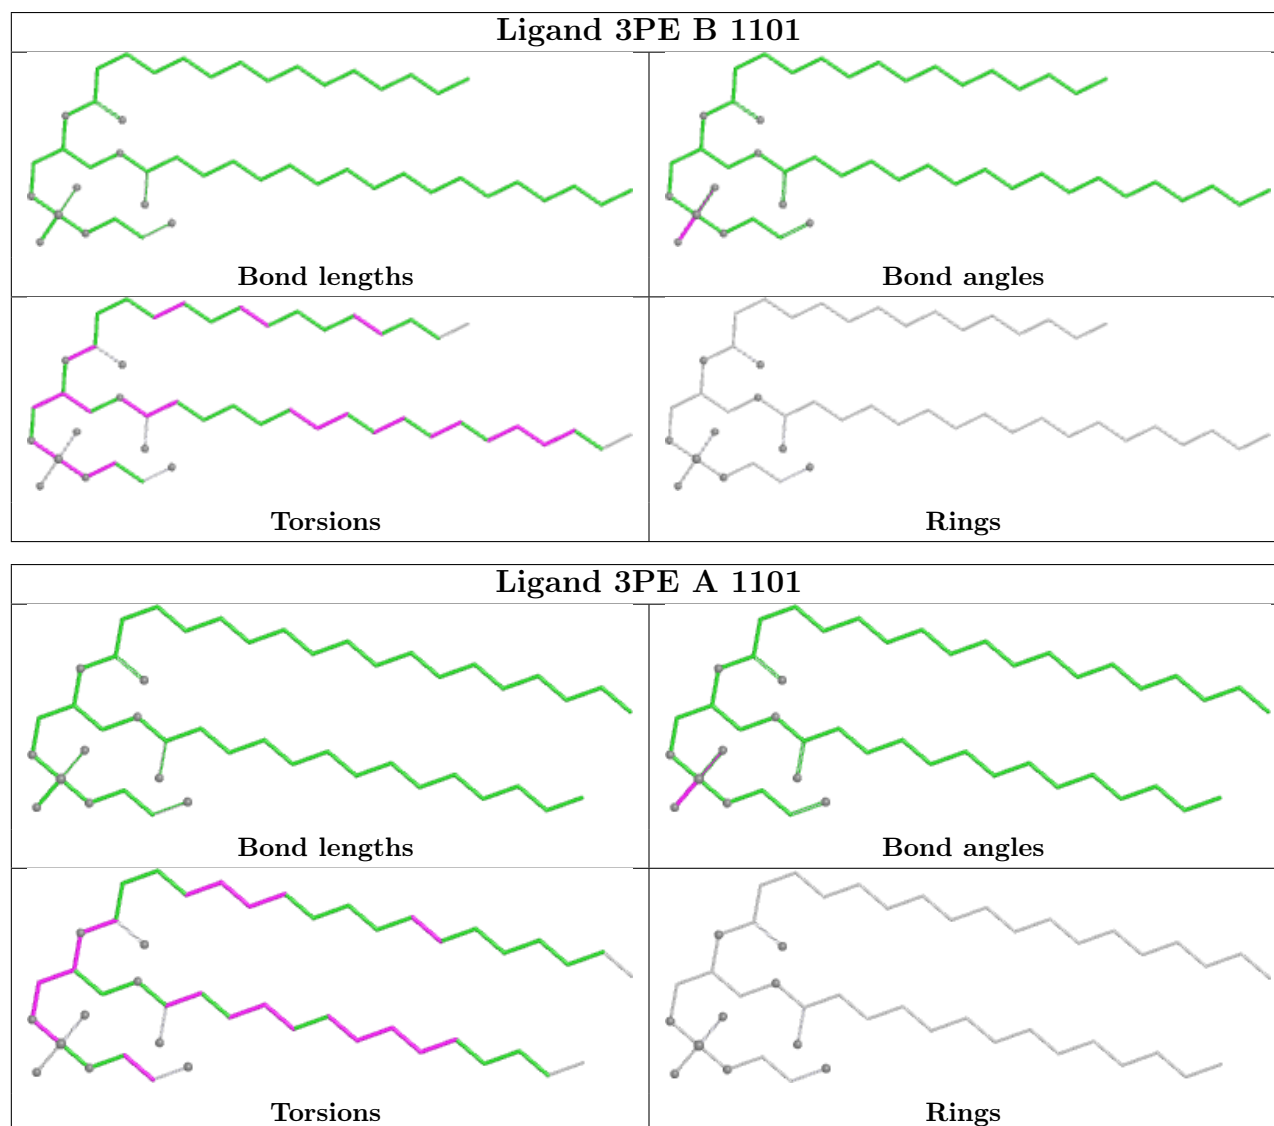 Ligand 3PE B 1101
Bond lengths
Bond angles
Torsions
Rings
Ligand 3PE A 1101
Bond lengths
Bond angles
Torsions
Rings